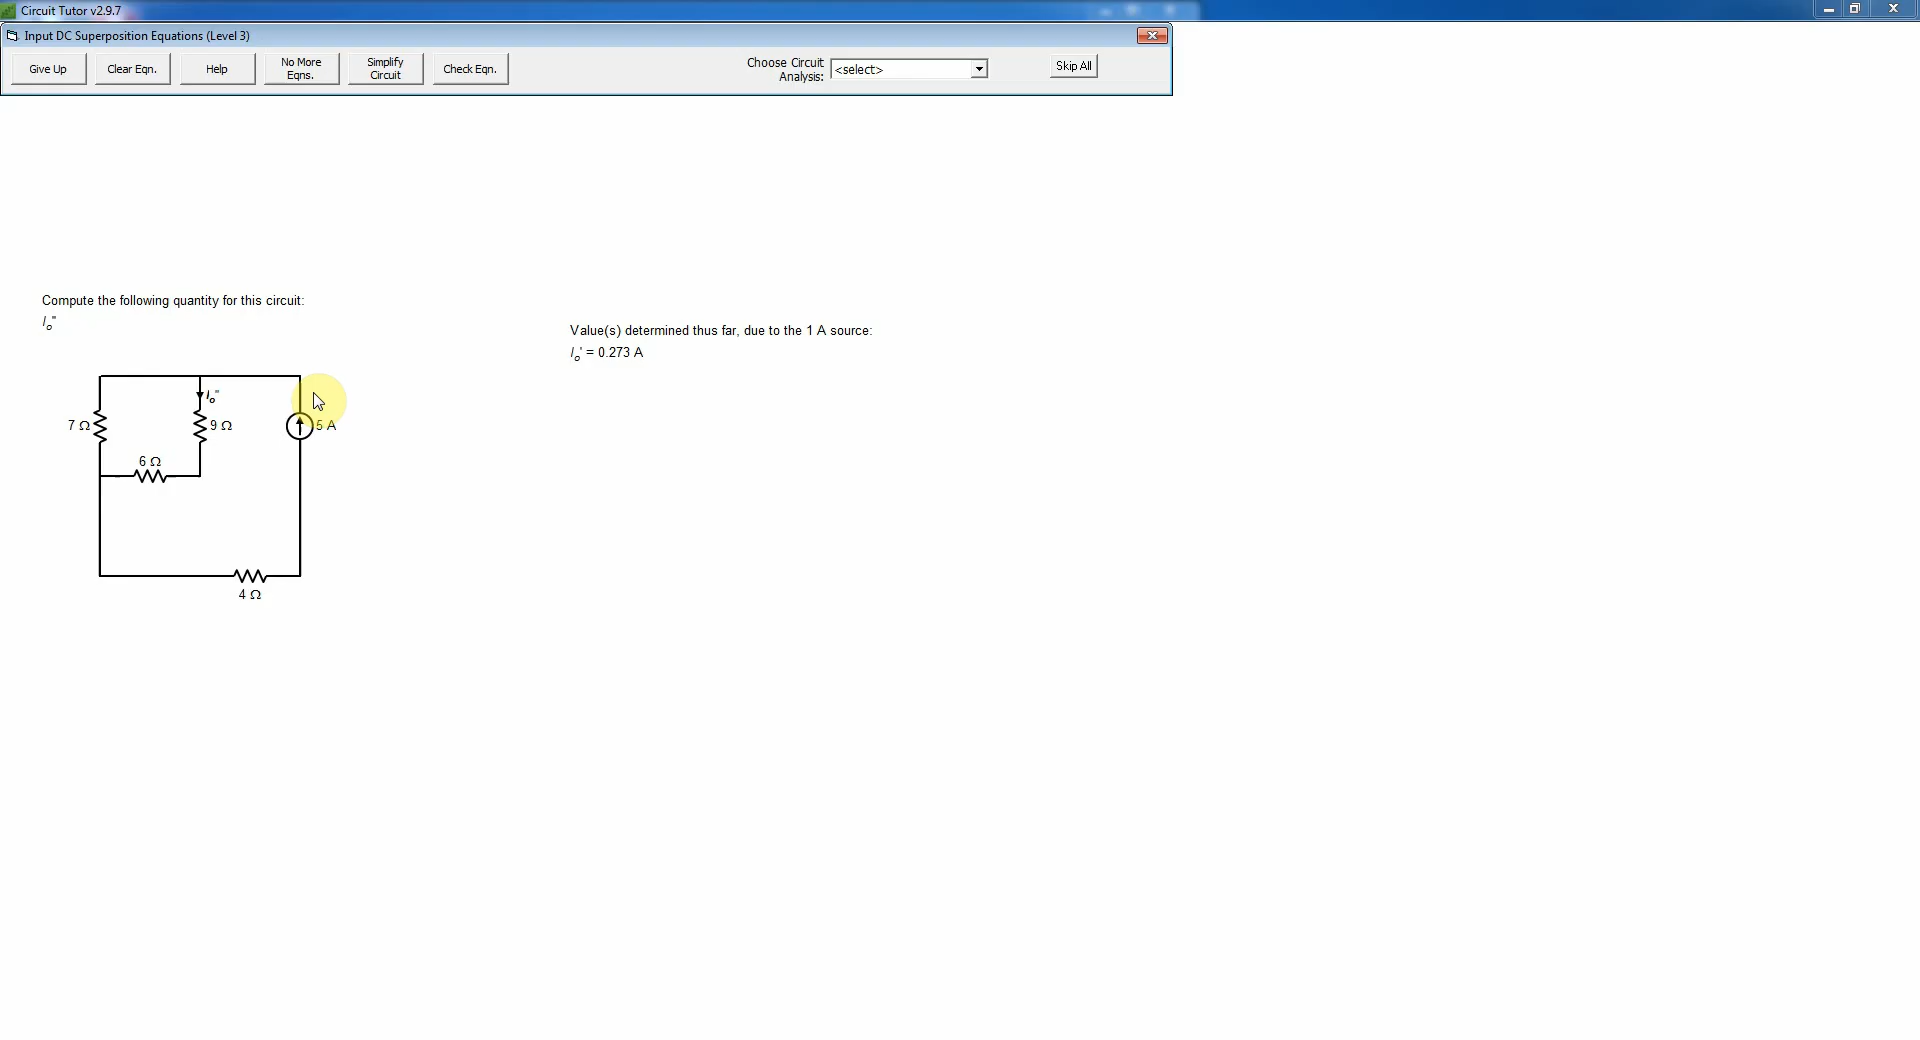 Circuit Tutor v2.9.7
Input DC Superposition Equations (Level 3)
Give Up
Clear Eqn.
Help
No More
Eqns.
Simplify
Circuit
Check Eqn.
Choose Circuit
Analysis:
<select>
Skip All
Compute the following quantity for this circuit:
Io"
Value(s) determined thus far, due to the 1 A source:
Io' = 0.273 A
Io"
7 Ω
9 Ω
5 A
6 Ω
4 Ω